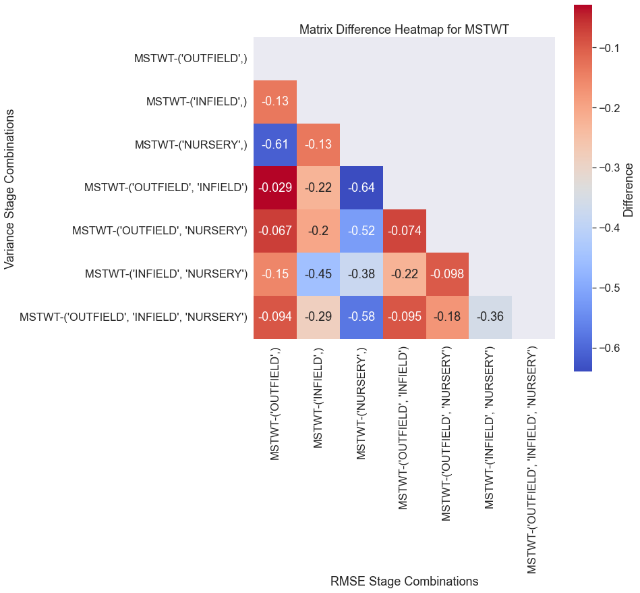 Matrix Difference Heatmap for MSTWT
Variance Stage Combinations
MSTWT-('OUTFIELD',)
MSTWT-('INFIELD',) -0.13
MSTWT-('NURSERY',) -0.61 -0.13
MSTWT-('OUTFIELD', 'INFIELD') -0.029 -0.22 -0.64
MSTWT-('OUTFIELD', 'NURSERY') -0.067 -0.2 -0.52 -0.074
MSTWT-('INFIELD', 'NURSERY') -0.15 -0.45 -0.38 -0.22 -0.098
MSTWT-('OUTFIELD', 'INFIELD', 'NURSERY') -0.094 -0.29 -0.58 -0.095 -0.18 -0.36
MSTWT-('OUTFIELD',)
MSTWT-('INFIELD',)
MSTWT-('NURSERY',)
MSTWT-('OUTFIELD', 'INFIELD')
MSTWT-('OUTFIELD', 'NURSERY')
MSTWT-('INFIELD', 'NURSERY')
MSTWT-('OUTFIELD', 'INFIELD', 'NURSERY')
RMSE Stage Combinations
-0.1
-0.2
-0.3
-0.4
-0.5
-0.6
Difference